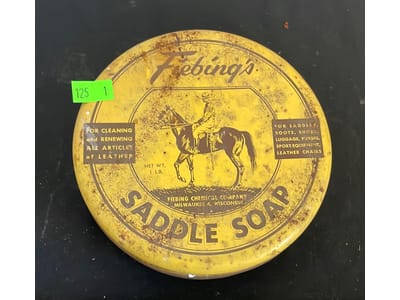 125 1
Fiebing's
FOR CLEANING
and RENEWING
ALL ARTICLES
of LEATHER
FOR SADDLES,
BOOTS, SHOES,
LUGGAGE, PURSES,
SPORT EQUIPMENT,
LEATHER CHAIRS
NET WT.
1 LB.
FIEBING CHEMICAL COMPANY
MILWAUKEE 4, WISCONSIN
SADDLE SOAP